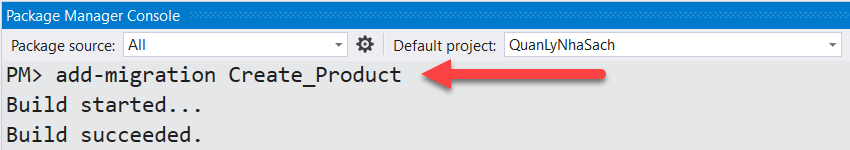 Package Manager Console
Package source: All Default project: QuanLyNhaSach
PM> add-migration Create_Product
Build started...
Build succeeded.